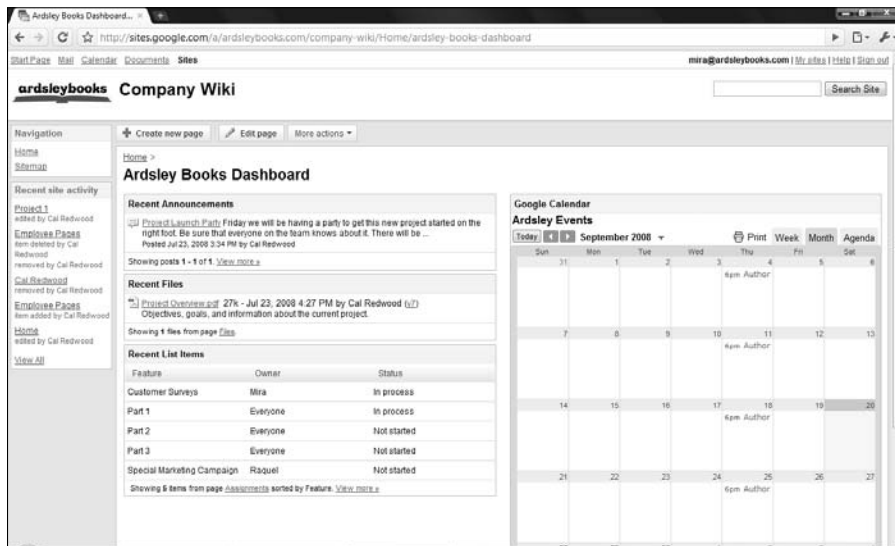 Ardsley Books Dashboard...
http://sites.google.com/a/ardsleybooks.com/company-wiki/Home/ardsley-books-dashboard
Start Page Mail Calendar Documents Sites
mira@ardsleybooks.com | My sites | Help | Sign out
ardsleybooks Company Wiki
Search Site
Navigation
Home
Sitemap
Recent site activity
Project 1
edited by Cal Redwood
Employee Pages
item deleted by Cal
Redwood
removed by Cal Redwood
Cal Redwood
removed by Cal Redwood
Employee Pages
item added by Cal Redwood
Home
edited by Cal Redwood
View All
Create new page Edit page More actions
Home >
Ardsley Books Dashboard
Recent Announcements
Project Launch Party Friday we will be having a party to get this new project started on the
right foot. Be sure that everyone on the team knows about it. There will be ...
Posted Jul 23, 2008 3:34 PM by Cal Redwood
Showing posts 1 - 1 of 1. View more »
Recent Files
Project Overview.pdf 27k - Jul 23, 2008 4:27 PM by Cal Redwood (v7)
Objectives, goals, and information about the current project.
Showing 1 files from page Files.
Recent List Items
Feature Owner Status
Customer Surveys Mira In process
Part 1 Everyone In process
Part 2 Everyone Not started
Part 3 Everyone Not started
Special Marketing Campaign Raquel Not started
Showing 5 items from page Assignments sorted by Feature. View more »
Google Calendar
Ardsley Events
Today September 2008 Print Week Month Agenda
Sun Mon Tue Wed Thu Fri Sat
31 1 2 3 4 5 6
6pm Author
7 8 9 10 11 12 13
6pm Author
14 15 16 17 18 19 20
6pm Author
21 22 23 24 25 26 27
6pm Author